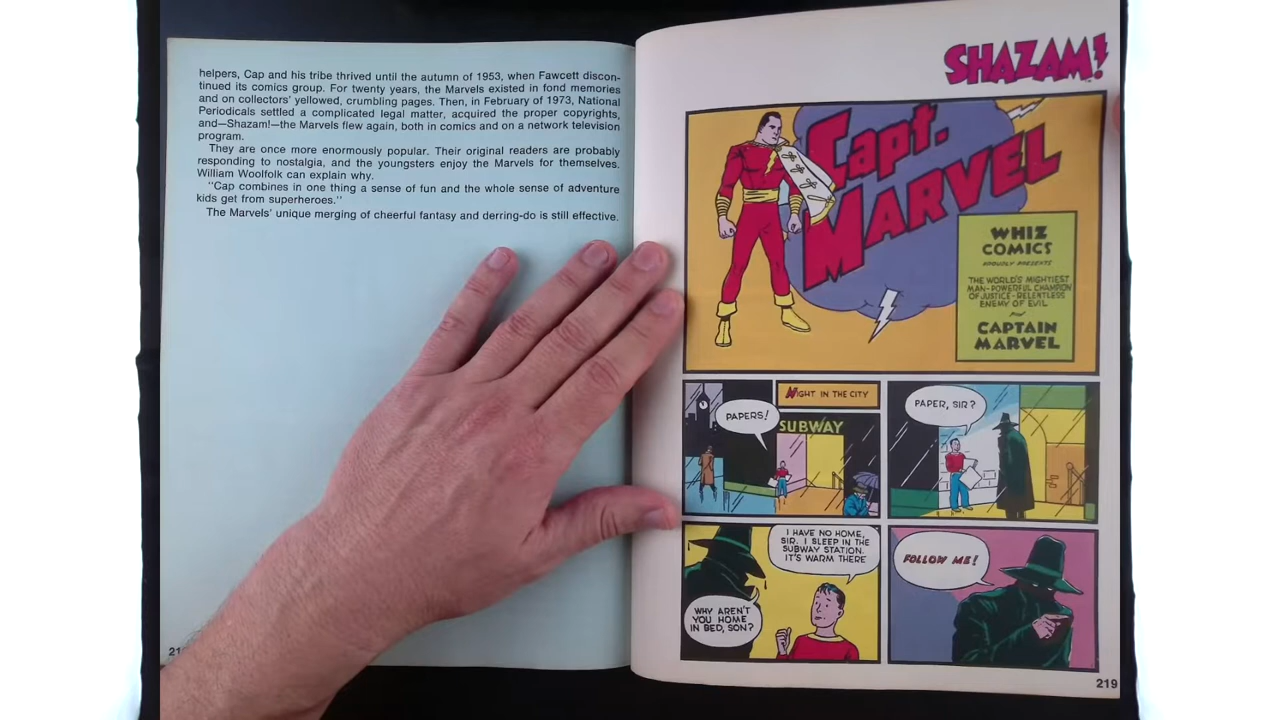 helpers, Cap and his tribe thrived until the autumn of 1953, when Fawcett discon-
tinued its comics group. For twenty years, the Marvels existed in fond memories
and on collectors' yellowed, crumbling pages. Then, in February of 1973, National
Periodicals settled a complicated legal matter, acquired the proper copyrights,
and—Shazam!—the Marvels flew again, both in comics and on a network television
program.
They are once more enormously popular. Their original readers are probably
responding to nostalgia, and the youngsters enjoy the Marvels for themselves.
William Woolfolk can explain why.
"Cap combines in one thing a sense of fun and the whole sense of adventure
kids get from superheroes."
The Marvels' unique merging of cheerful fantasy and derring-do is still effective.
SHAZAM!
Capt.
MARVEL
WHIZ
COMICS
PROUDLY PRESENTS
THE WORLD'S MIGHTIEST
MAN-POWERFUL CHAMPION
OF JUSTICE-RELENTLESS
ENEMY OF EVIL
CAPTAIN
MARVEL
NIGHT IN THE CITY
PAPERS!
SUBWAY
PAPER, SIR?
I HAVE NO HOME,
SIR. I SLEEP IN THE
SUBWAY STATION.
IT'S WARM THERE
WHY AREN'T
YOU HOME
IN BED, SON?
FOLLOW ME!
219